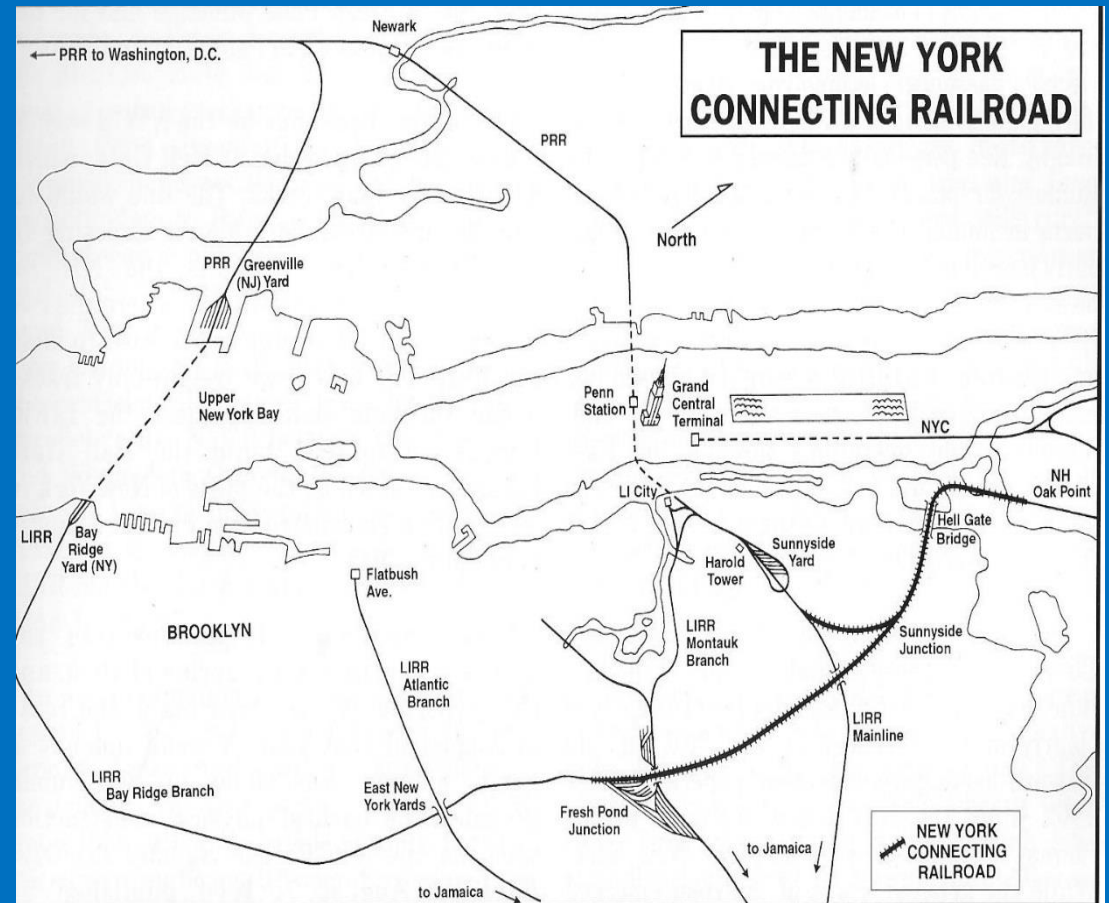 THE NEW YORK
CONNECTING RAILROAD
Newark
← PRR to Washington, D.C.
PRR
North
PRR
Greenville
(NJ) Yard
Upper
New York Bay
Penn
Station
Grand
Central
Terminal
NYC
NH
Oak Point
LI City
Hell Gate
Bridge
LIRR
Bay
Ridge
Yard (NY)
Flatbush
Ave.
Harold
Tower
Sunnyside
Yard
BROOKLYN
Sunnyside
Junction
LIRR
Montauk
Branch
LIRR
Atlantic
Branch
LIRR
Mainline
LIRR
Bay Ridge Branch
East New
York Yards
Fresh Pond
Junction
to Jamaica
to Jamaica
NEW YORK
CONNECTING
RAILROAD